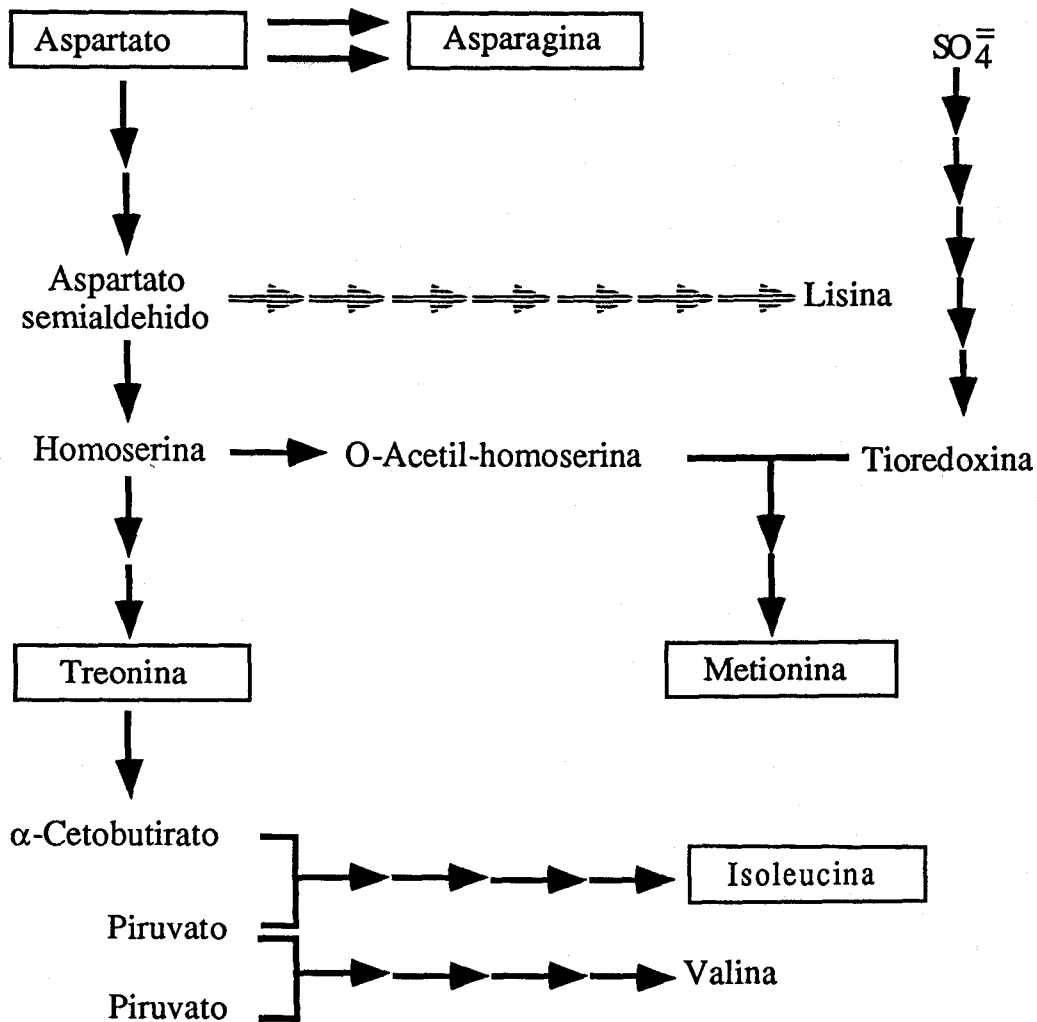 Aspartato
Asparagina
SO4=
Aspartato
semialdehido
Lisina
Homoserina
O-Acetil-homoserina
Tioredoxina
Treonina
Metionina
α-Cetobutirato
Isoleucina
Piruvato
Valina
Piruvato